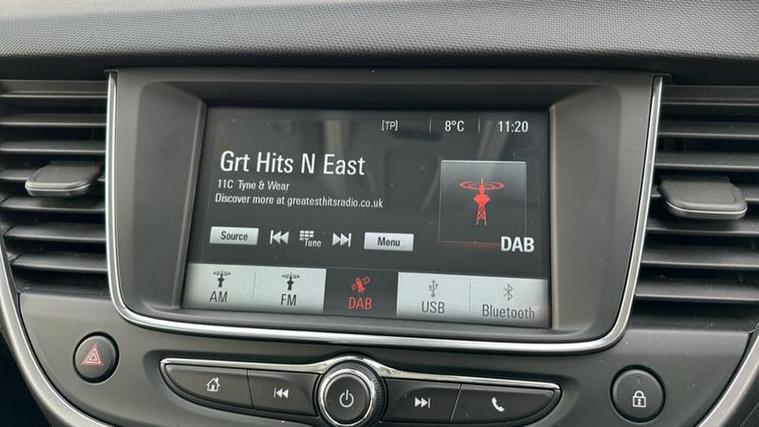 [TP] 8°C 11:20
Grt Hits N East
11C Tyne & Wear
Discover more at greatesthitsradio.co.uk
Source Tune Menu
DAB
AM FM DAB USB Bluetooth